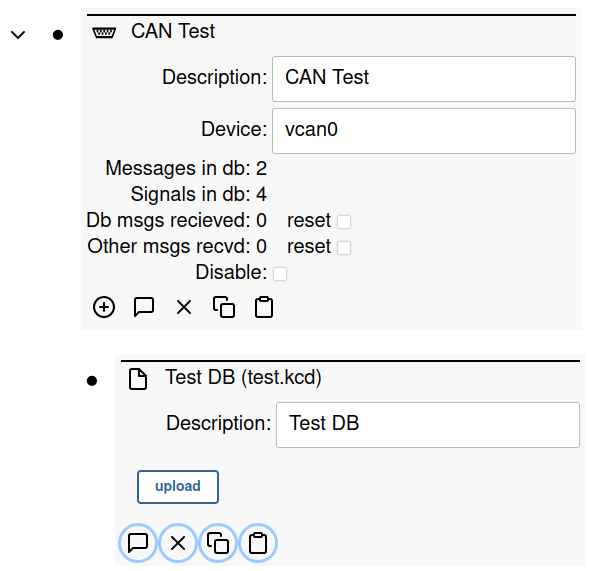 CAN Test
Description: CAN Test
Device: vcan0
Messages in db: 2
Signals in db: 4
Db msgs recieved: 0 reset
Other msgs recvd: 0 reset
Disable:
Test DB (test.kcd)
Description: Test DB
upload